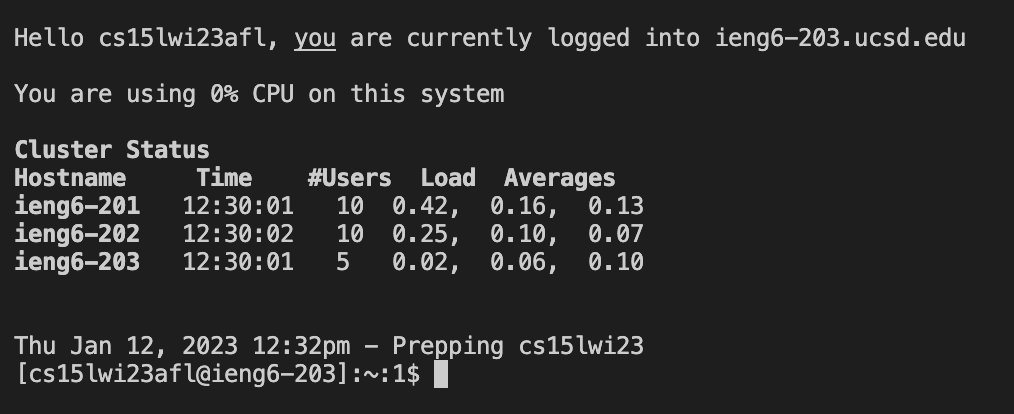 Hello cs15lwi23afl, you are currently logged into ieng6-203.ucsd.edu
You are using 0% CPU on this system
Cluster Status
Hostname     Time    #Users  Load  Averages
ieng6-201   12:30:01   10  0.42,  0.16,  0.13
ieng6-202   12:30:02   10  0.25,  0.10,  0.07
ieng6-203   12:30:01   5   0.02,  0.06,  0.10
Thu Jan 12, 2023 12:32pm - Prepping cs15lwi23
[cs15lwi23afl@ieng6-203]:~:1$